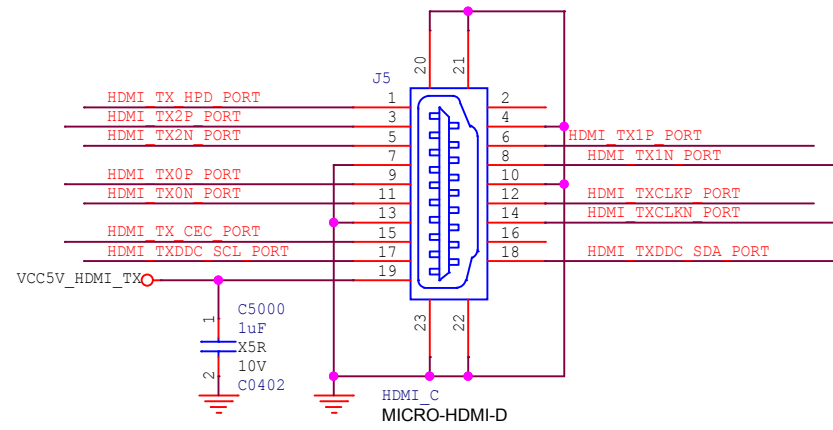 20 21
J5
HDMI_TX_HPD_PORT 1 2
HDMI_TX2P_PORT 3 4
HDMI_TX2N_PORT 5 6 HDMI_TX1P_PORT
7 8 HDMI_TX1N_PORT
HDMI_TX0P_PORT 9 10
HDMI_TX0N_PORT 11 12 HDMI_TXCLKP_PORT
13 14 HDMI_TXCLKN_PORT
HDMI_TX_CEC_PORT 15 16
HDMI_TXDDC_SCL_PORT 17 18 HDMI_TXDDC_SDA_PORT
VCC5V_HDMI_TX 19
23 22
1 C5000
1uF
X5R
10V
2 C0402
HDMI_C
MICRO-HDMI-D